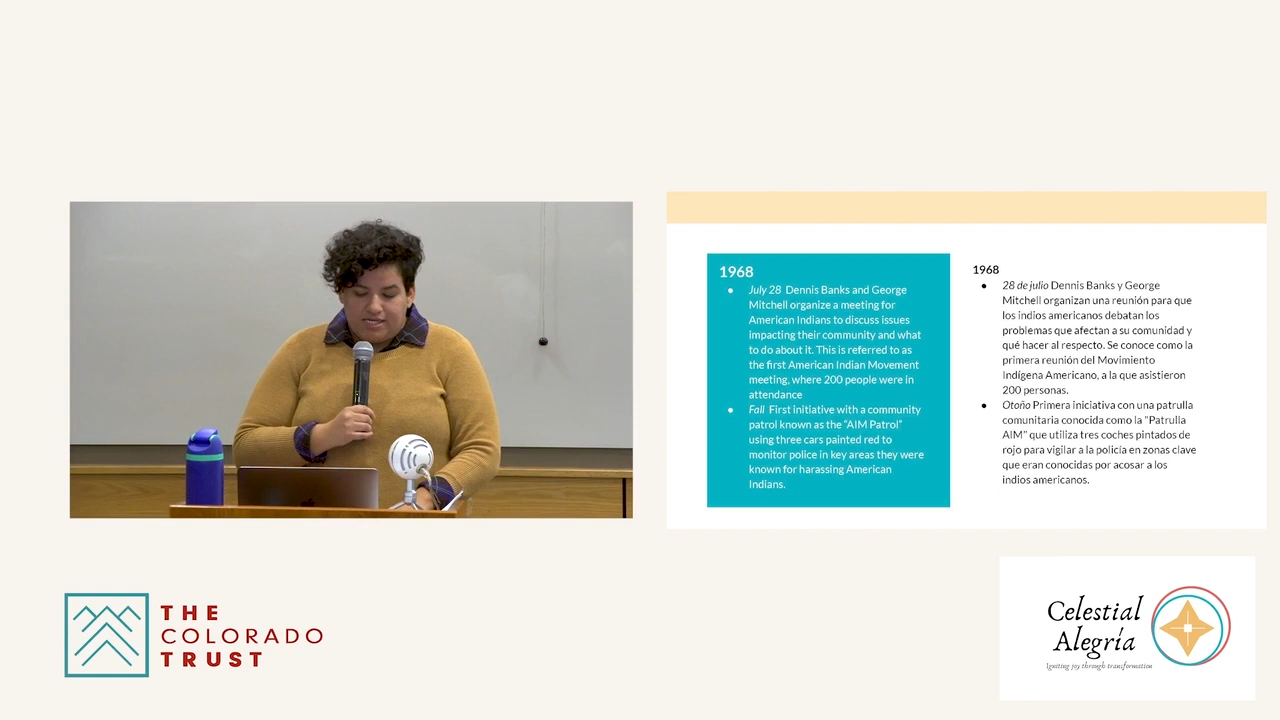 1968
● July 28 Dennis Banks and George
Mitchell organize a meeting for
American Indians to discuss issues
impacting their community and what
to do about it. This is referred to as
the first American Indian Movement
meeting, where 200 people were in
attendance
● Fall First initiative with a community
patrol known as the “AIM Patrol”
using three cars painted red to
monitor police in key areas they were
known for harassing American
Indians.
1968
● 28 de julio Dennis Banks y George
Mitchell organizan una reunión para que
los indios americanos debatan los
problemas que afectan a su comunidad y
qué hacer al respecto. Se conoce como la
primera reunión del Movimiento
Indígena Americano, a la que asistieron
200 personas.
● Otoño Primera iniciativa con una patrulla
comunitaria conocida como la "Patrulla
AIM" que utiliza tres coches pintados de
rojo para vigilar a la policía en zonas clave
que eran conocidas por acosar a los
indios americanos.
THE
COLORADO
TRUST
Celestial
Alegría
Igniting joy through transformation